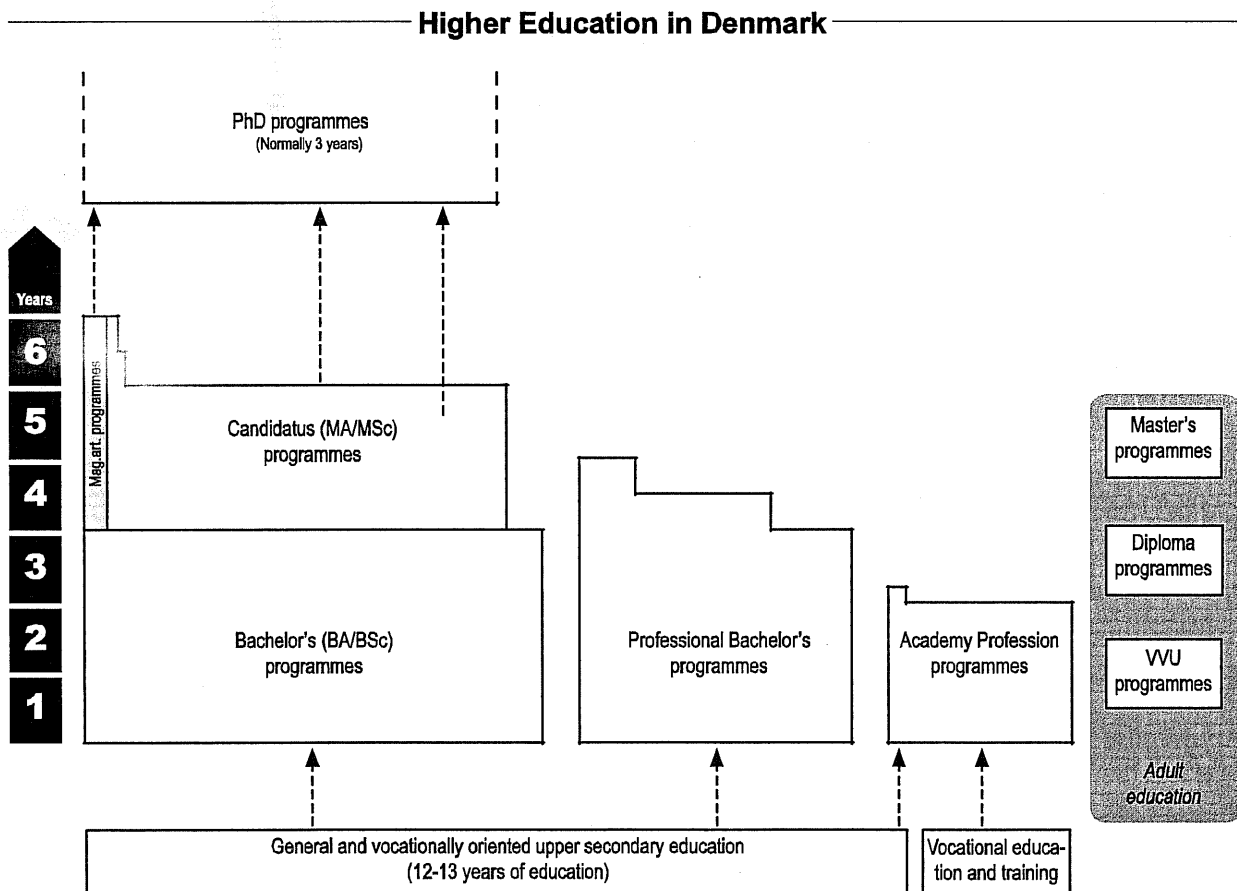 Higher Education in Denmark
PhD programmes
(Normally 3 years)
Years
6
5
4
3
2
1
Mag.art. programmes
Candidatus (MA/MSc)
programmes
Bachelor's (BA/BSc)
programmes
Professional Bachelor's
programmes
Academy Profession
programmes
Master's
programmes
Diploma
programmes
VVU
programmes
Adult
education
General and vocationally oriented upper secondary education
(12-13 years of education)
Vocational educa-
tion and training